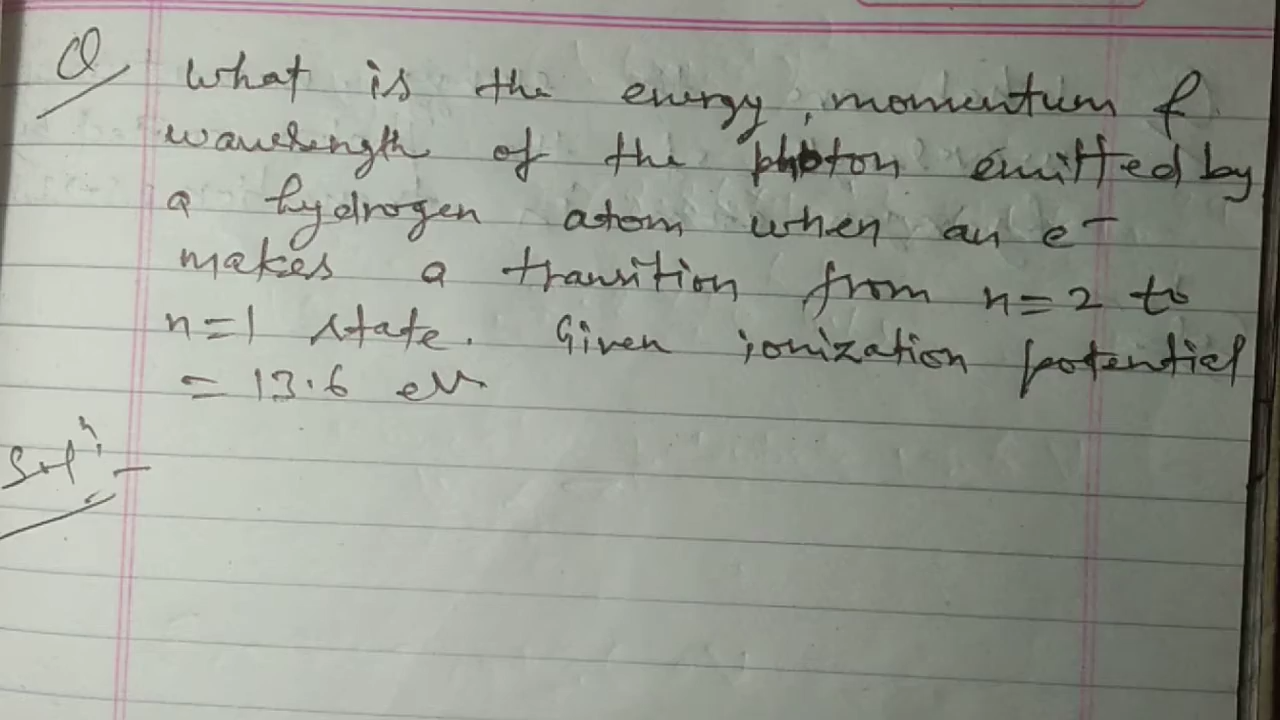 Q
What is the energy, momentum &
wavelength of the photon emitted by
a hydrogen atom when an e⁻
makes a transition from n=2 to
n=1 state. Given ionization potential
= 13.6 eV
Solⁿ:-